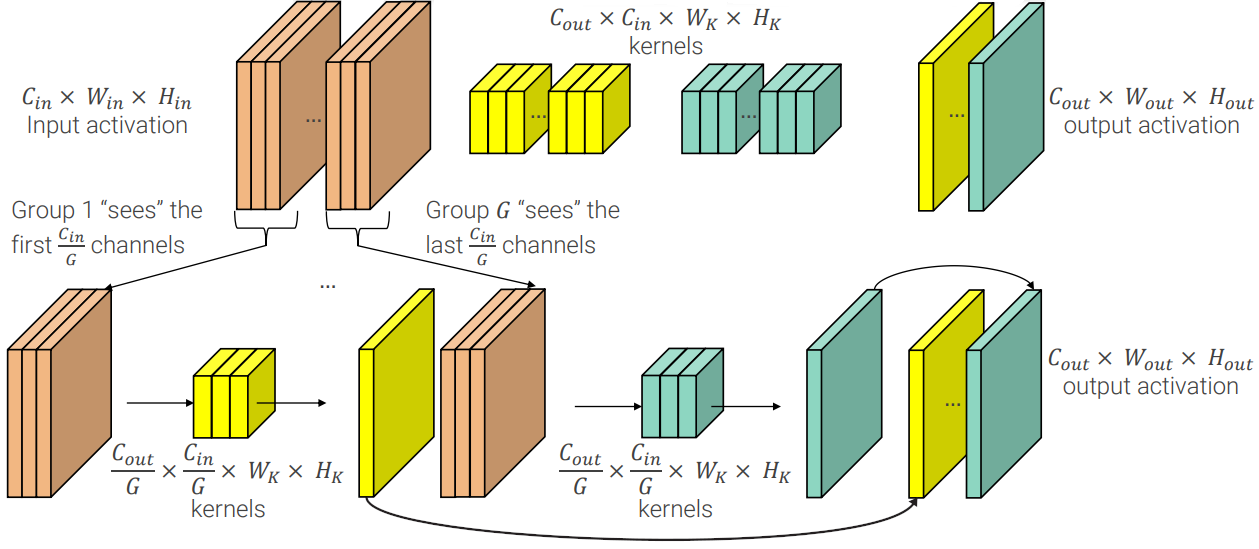 $C_{out} \times C_{in} \times W_K \times H_K$
kernels
$C_{in} \times W_{in} \times H_{in}$
Input activation
...
...
...
...
$C_{out} \times W_{out} \times H_{out}$
output activation
Group 1 “sees” the
first $\frac{C_{in}}{G}$ channels
Group $G$ “sees” the
last $\frac{C_{in}}{G}$ channels
...
$C_{out} \times W_{out} \times H_{out}$
output activation
...
$\frac{C_{out}}{G} \times \frac{C_{in}}{G} \times W_K \times H_K$
kernels
$\frac{C_{out}}{G} \times \frac{C_{in}}{G} \times W_K \times H_K$
kernels